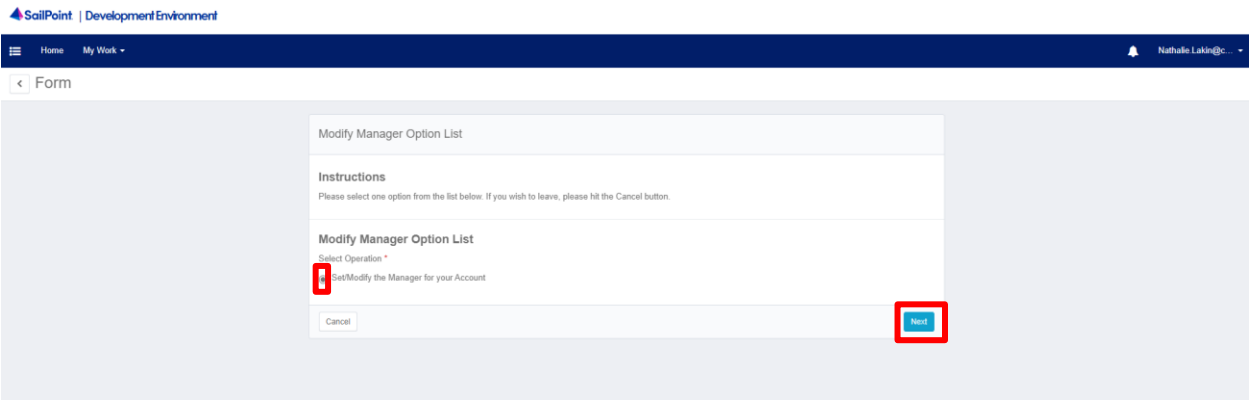 SailPoint. | Development Environment
Home My Work Nathalie.Lakin@c...
Form
Modify Manager Option List
Instructions
Please select one option from the list below. If you wish to leave, please hit the Cancel button.
Modify Manager Option List
Select Operation *
Set/Modify the Manager for your Account
Cancel Next